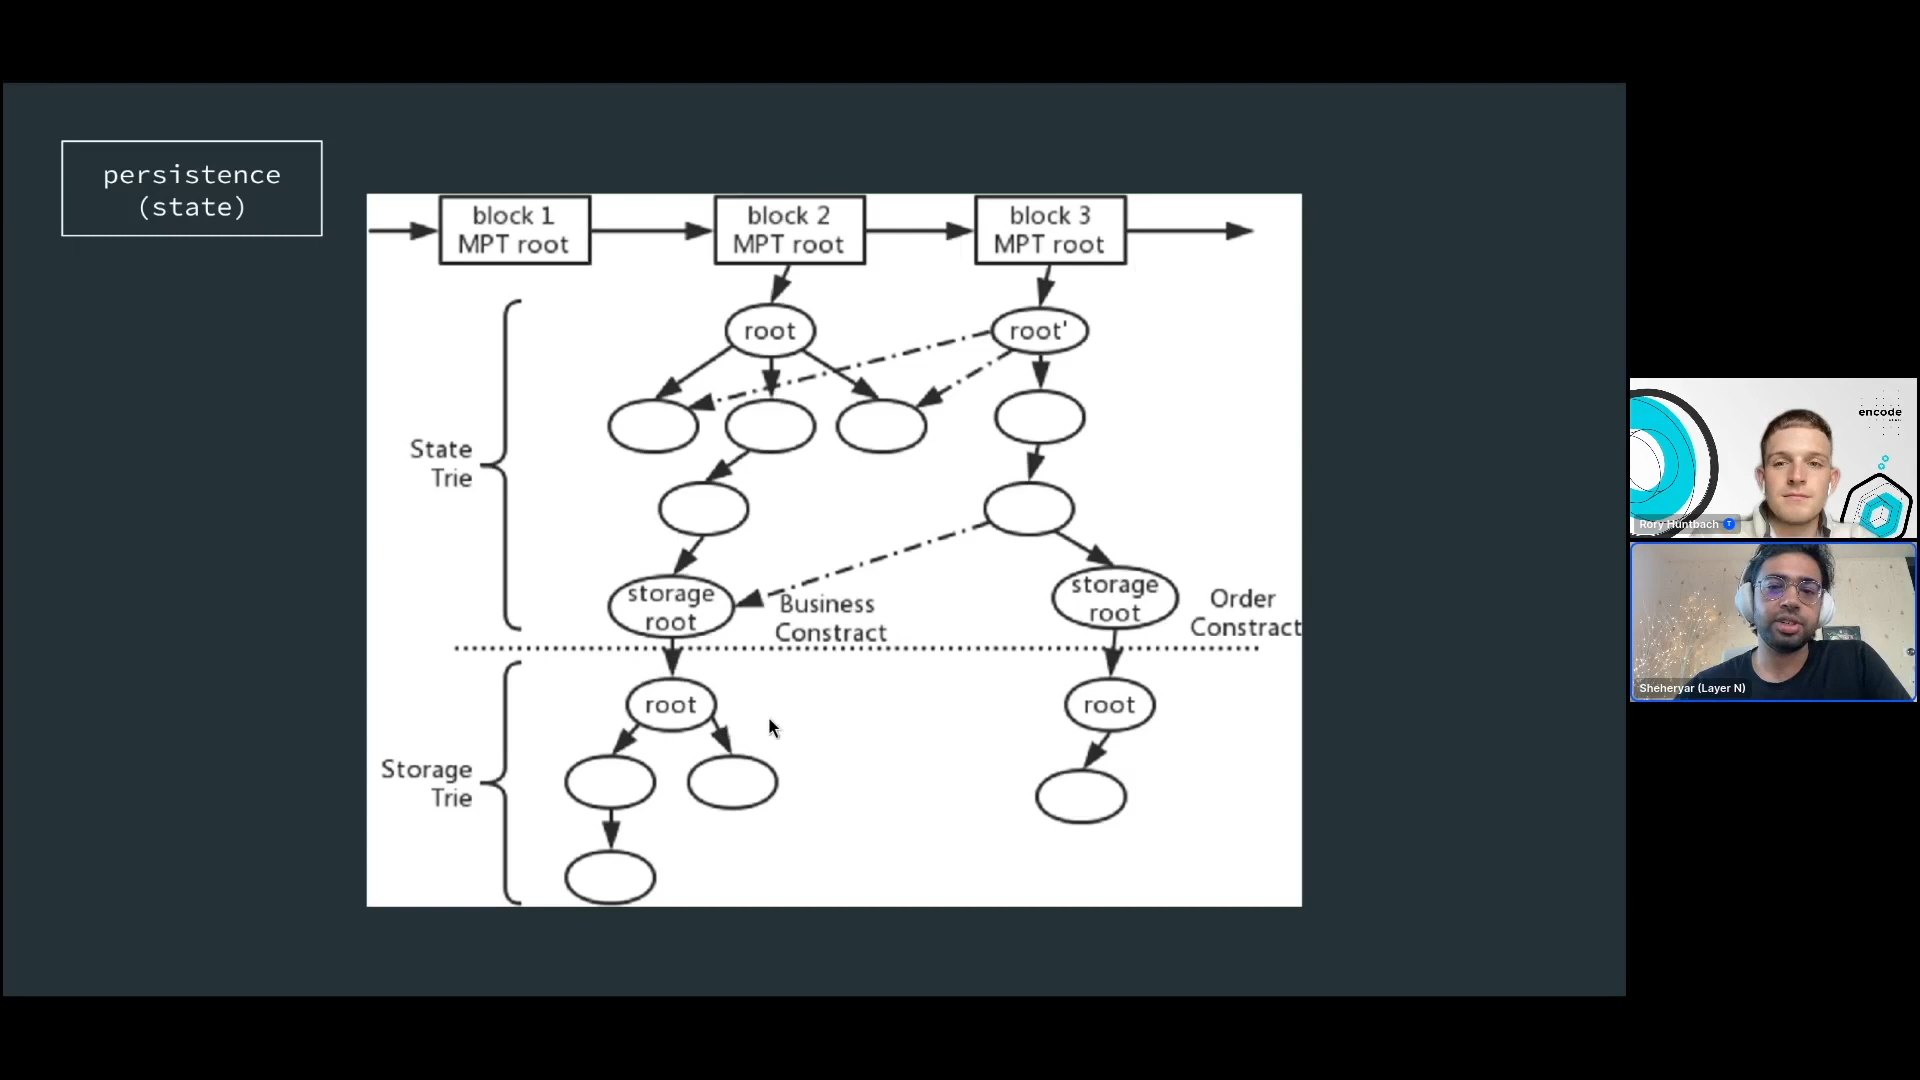 persistence
(state)
block 1
MPT root
block 2
MPT root
block 3
MPT root
root
root'
State
Trie
storage
root
Business
Constract
storage
root
Order
Constract
root
root
Storage
Trie
encode
Rory Huntbach
Sheheryar (Layer N)